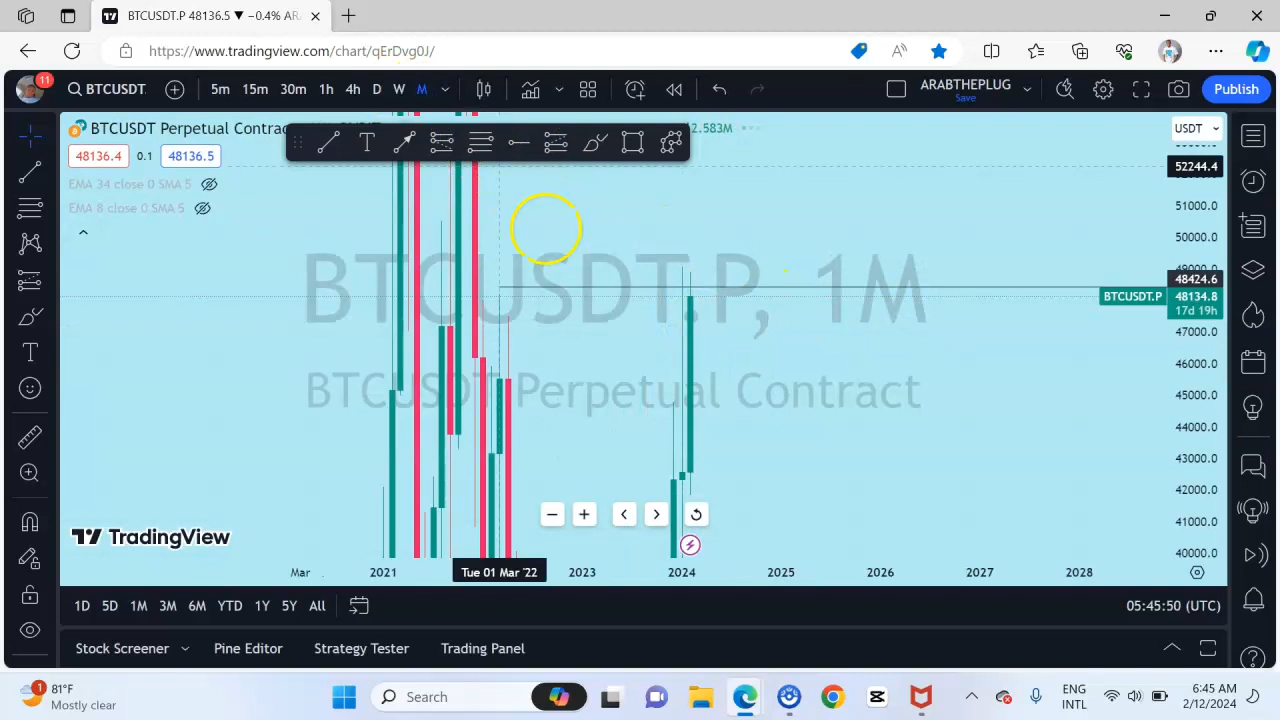 BTCUSDT.P 48136.5 ▼ −0.4% AR
https://www.tradingview.com/chart/qErDvg0J/
11
BTCUSDT.
5m 15m 30m 1h 4h D W M
ARABTHEPLUG
Save
Publish
BTCUSDT Perpetual Contrac
2.583M
USDT
48136.4 0.1 48136.5
EMA 34 close 0 SMA 5
EMA 8 close 0 SMA 5
52244.4
51000.0
50000.0
49000.0
48424.6
BTCUSDT.P 48134.8
17d 19h
47000.0
46000.0
45000.0
44000.0
43000.0
42000.0
41000.0
40000.0
BTCUSDT.P, 1M
BTCUSDT Perpetual Contract
TradingView
Mar 2021 Tue 01 Mar '22 2023 2024 2025 2026 2027 2028
1D 5D 1M 3M 6M YTD 1Y 5Y All
05:45:50 (UTC)
Stock Screener Pine Editor Strategy Tester Trading Panel
1
81°F
Mostly clear
Search
ENG
INTL
6:45 AM
2/12/2024